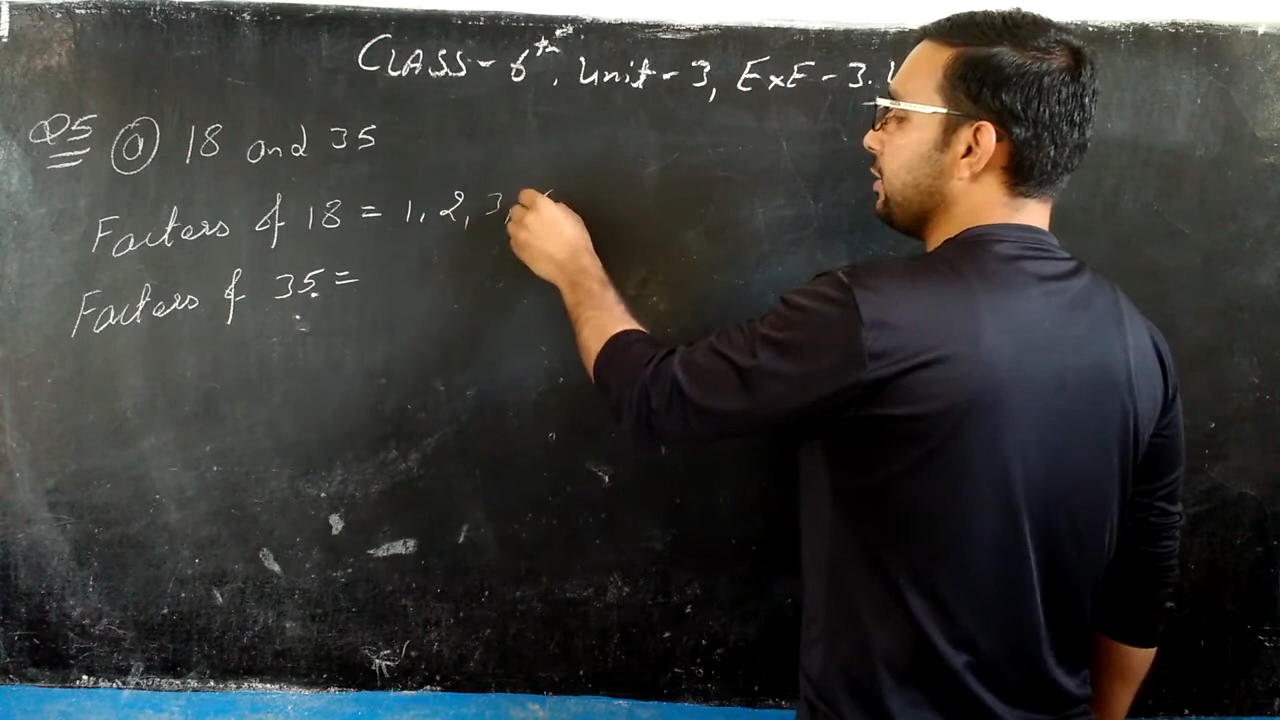 CLASS - 6th, Unit - 3, EXE - 3.
Q5 (a) 18 and 35
Factors of 18 = 1, 2, 3,
Factors of 35 =